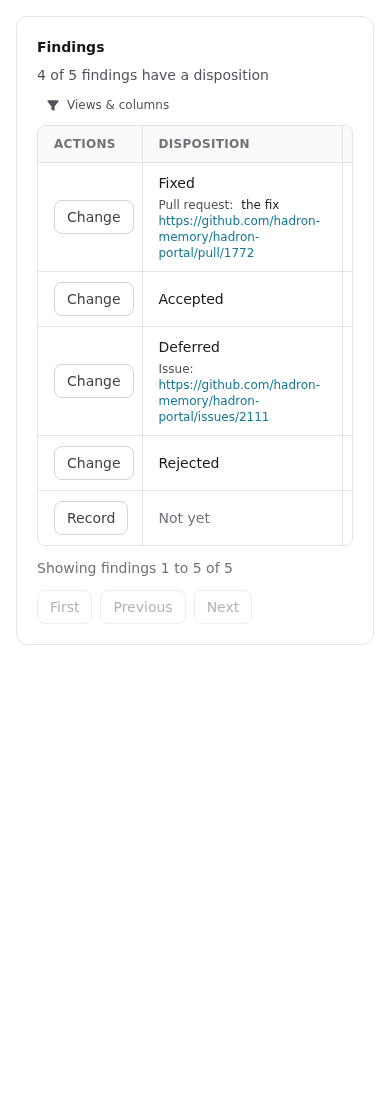 Findings
4 of 5 findings have a disposition
Views & columns
ACTIONS DISPOSITION
Fixed
Change
Pull request: the fix
https://github.com/hadron-
memory/hadron-
portal/pull/1772
Change Accepted
Deferred
Change
Issue:
https://github.com/hadron-
memory/hadron-
portal/issues/2111
Change Rejected
Record Not yet
Showing findings 1 to 5 of 5
First Previous Next